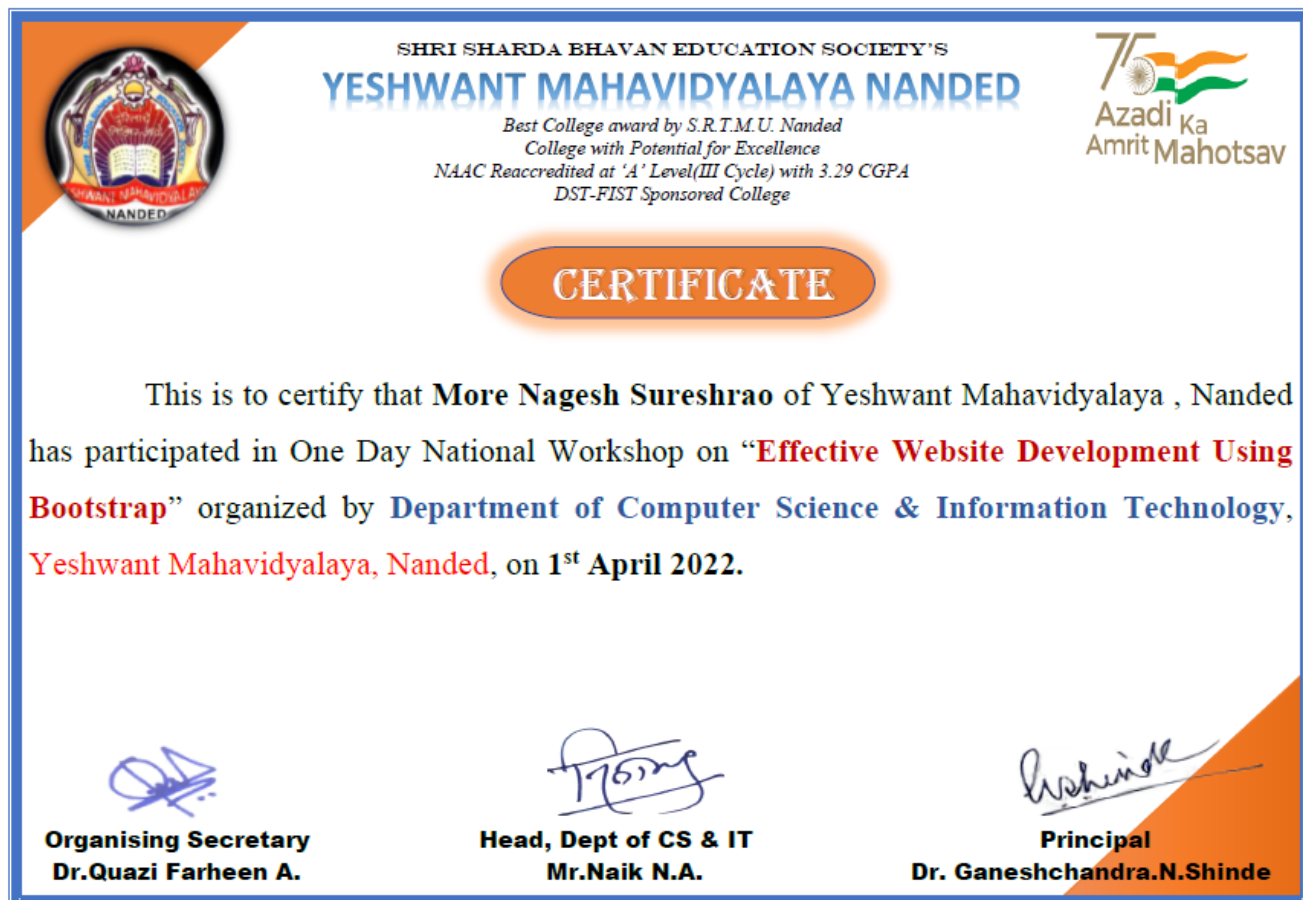 SHRI SHARDA BHAVAN EDUCATION SOCIETY'S
YESHWANT MAHAVIDYALAYA NANDED
Best College award by S.R.T.M.U. Nanded
College with Potential for Excellence
NAAC Reaccredited at ‘A’ Level(III Cycle) with 3.29 CGPA
DST-FIST Sponsored College
75
Azadi Ka
Amrit Mahotsav
NANDED
CERTIFICATE
This is to certify that More Nagesh Sureshrao of Yeshwant Mahavidyalaya , Nanded
has participated in One Day National Workshop on “Effective Website Development Using
Bootstrap” organized by Department of Computer Science & Information Technology,
Yeshwant Mahavidyalaya, Nanded, on 1st April 2022.
Organising Secretary
Dr.Quazi Farheen A.
Head, Dept of CS & IT
Mr.Naik N.A.
Principal
Dr. Ganeshchandra.N.Shinde